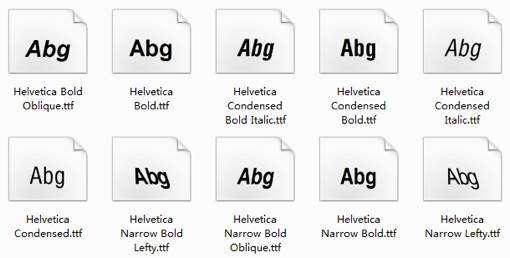 Abg
Abg
Abg
Abg
Abg
Helvetica Bold
Oblique.ttf
Helvetica
Bold.ttf
Helvetica
Condensed
Bold Italic.ttf
Helvetica
Condensed
Bold.ttf
Helvetica
Condensed
Italic.ttf
Abg
Abg
Abg
Abg
Abg
Helvetica
Condensed.ttf
Helvetica
Narrow Bold
Lefty.ttf
Helvetica
Narrow Bold
Oblique.ttf
Helvetica
Narrow Bold.ttf
Helvetica
Narrow Lefty.ttf